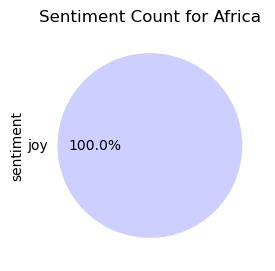 Sentiment Count for Africa
sentiment
joy
100.0%